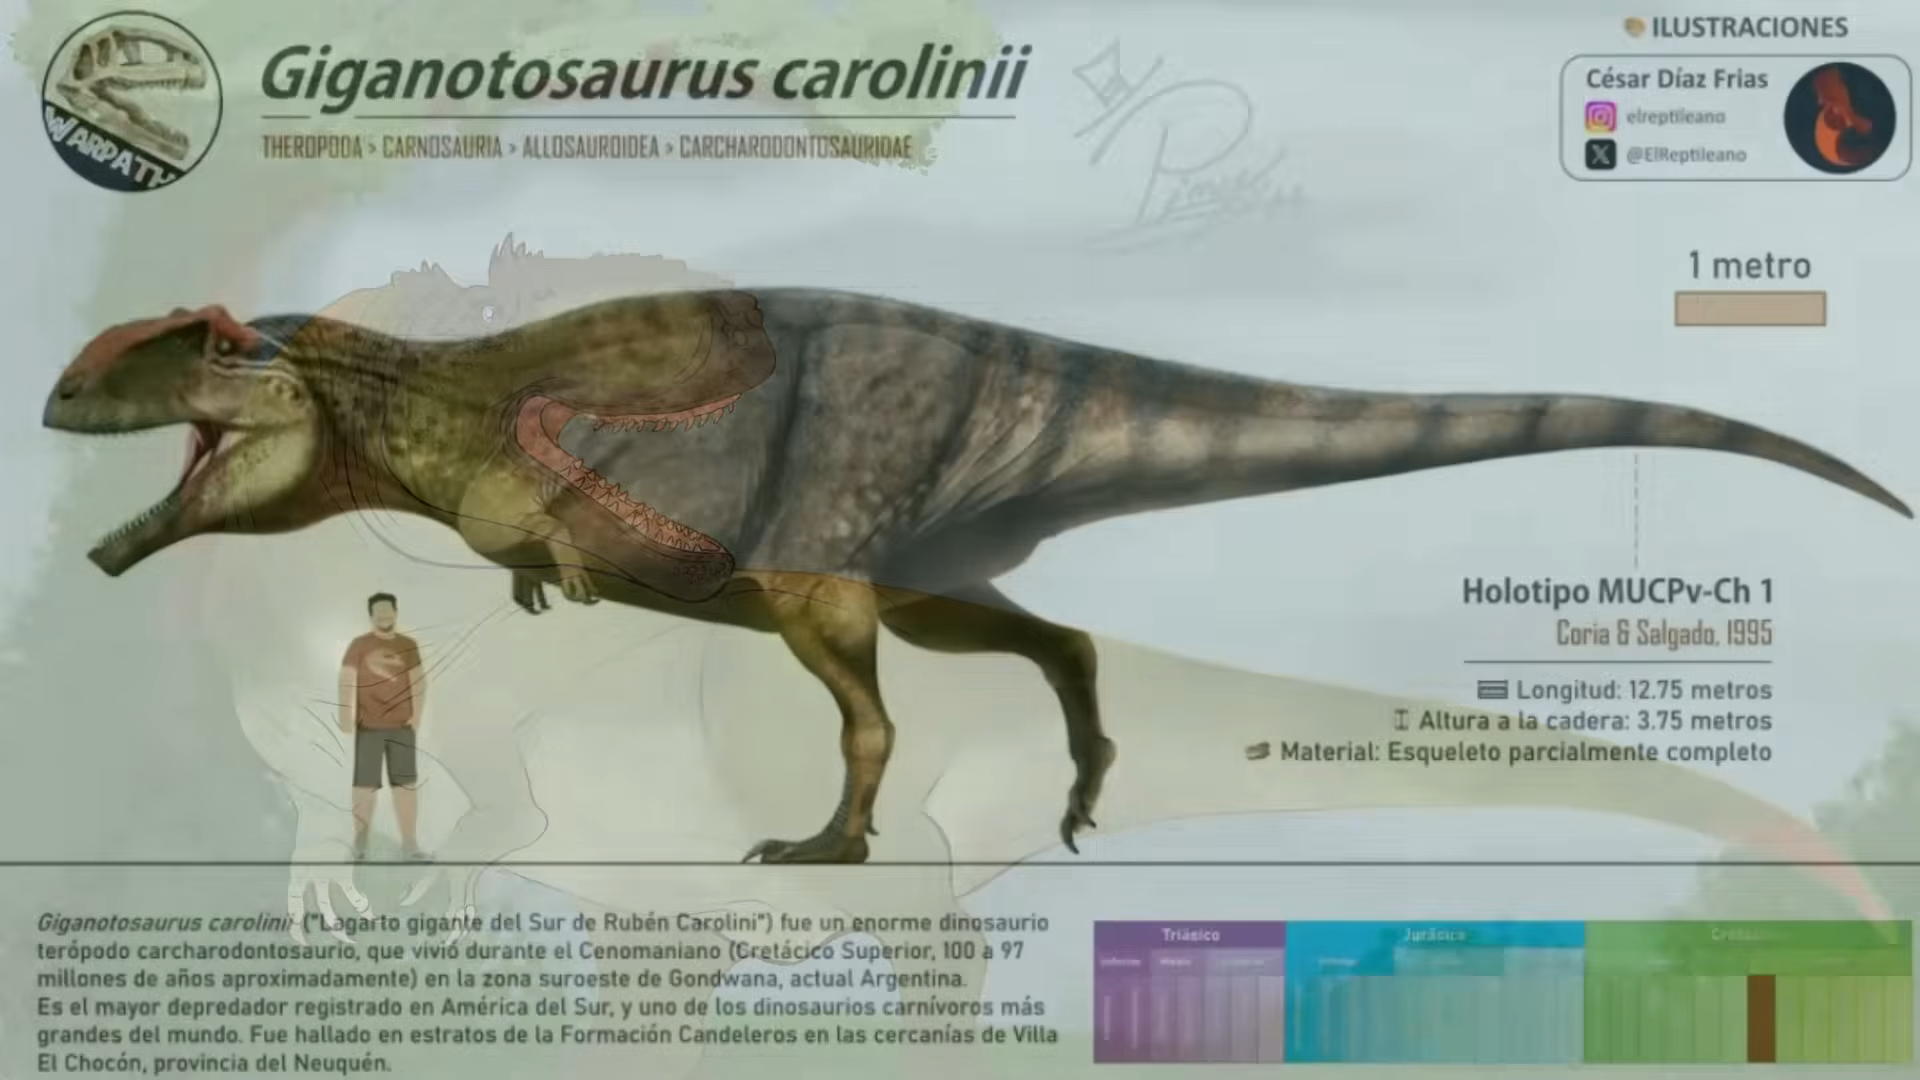 WARPATH
Giganotosaurus carolinii
THEROPODA > CARNOSAURIA > ALLOSAUROIDEA > CARCHARODONTOSAURIDAE
ILUSTRACIONES
César Díaz Frias
elreptileano
@ElReptileano
1 metro
Holotipo MUCPv-Ch 1
Coria & Salgado, 1995
Longitud: 12.75 metros
Altura a la cadera: 3.75 metros
Material: Esqueleto parcialmente completo
Giganotosaurus carolinii ("Lagarto gigante del Sur de Rubén Carolini") fue un enorme dinosaurio
terópodo carcharodontosaurio, que vivió durante el Cenomaniano (Cretácico Superior, 100 a 97
millones de años aproximadamente) en la zona suroeste de Gondwana, actual Argentina.
Es el mayor depredador registrado en América del Sur, y uno de los dinosaurios carnívoros más
grandes del mundo. Fue hallado en estratos de la Formación Candeleros en las cercanías de Villa
El Chocón, provincia del Neuquén.
Triásico Jurásico